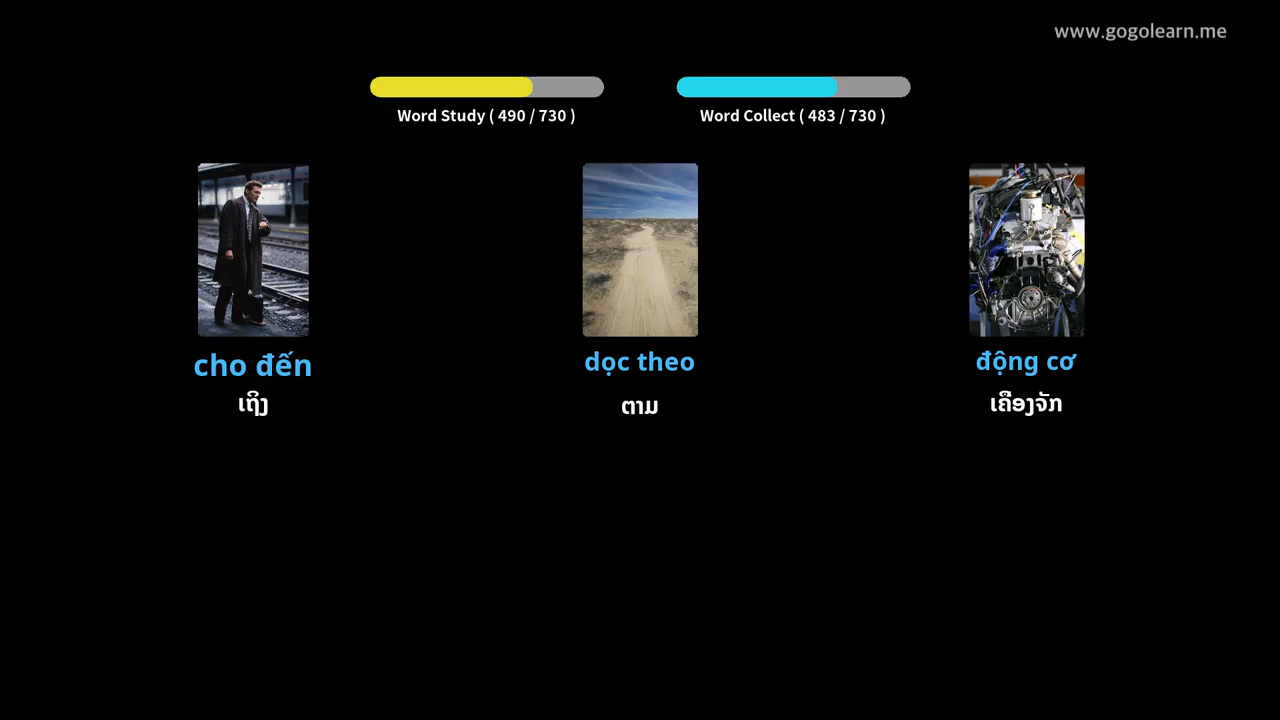 www.gogolearn.me
Word Study ( 490 / 730 )
Word Collect ( 483 / 730 )
cho đến
ເຖິງ
dọc theo
ຕາມ
động cơ
ເຄືອງຈັກ